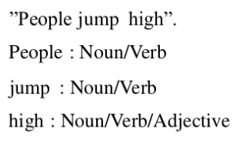 ”People jump high”.
People : Noun/Verb
jump : Noun/Verb
high : Noun/Verb/Adjective